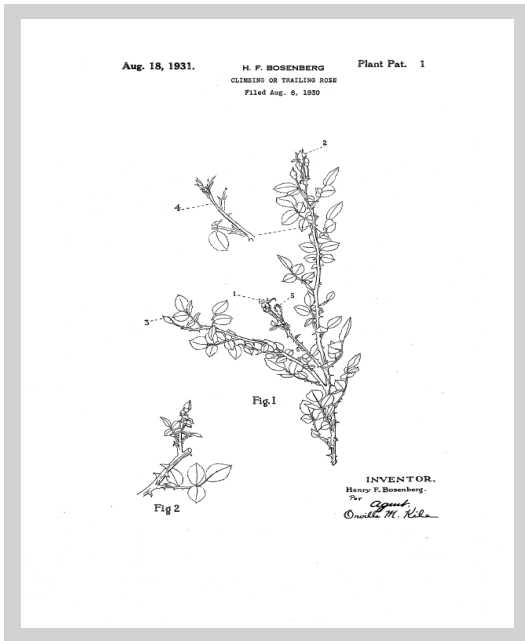 Aug. 18, 1931.
H. F. BOSENBERG
Plant Pat. 1
CLIMBING OR TRAILING ROSE
Filed Aug. 6, 1930
2
4
1
5
3
Fig.1
Fig 2
INVENTOR.
Henry F. Bosenberg.
Per
Agent.
Orville M. Kile